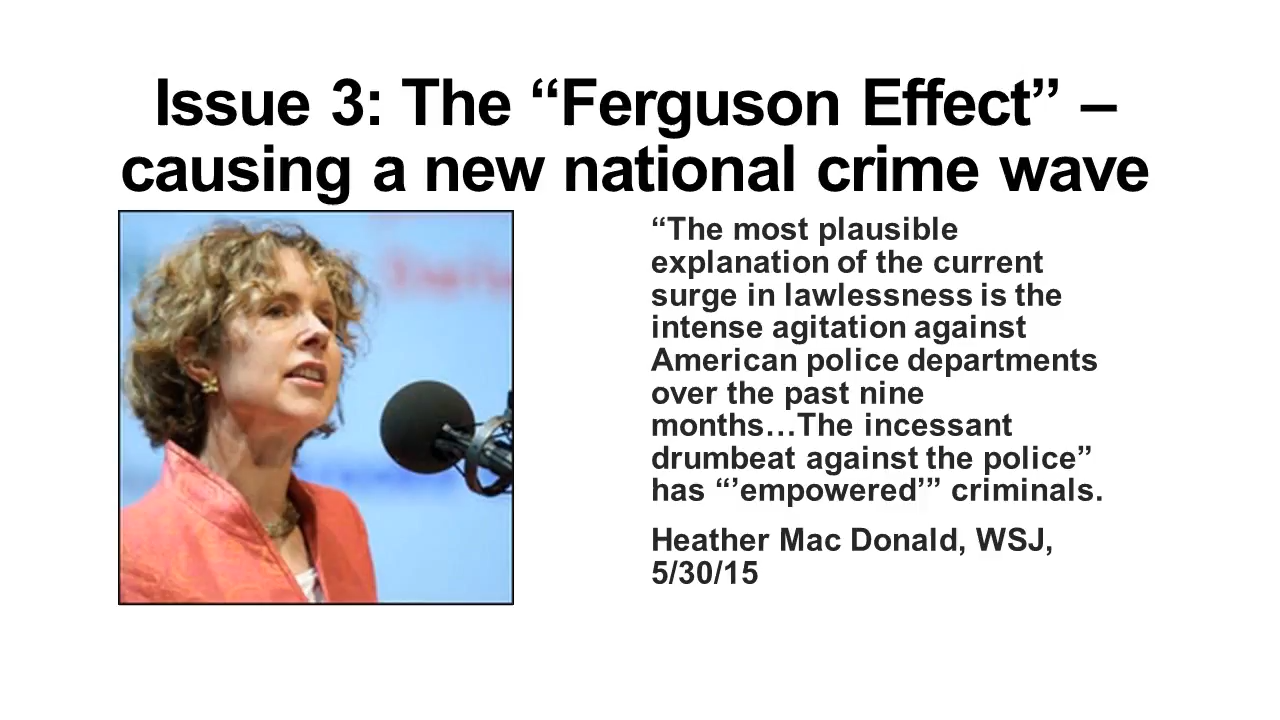 Issue 3: The “Ferguson Effect” –
causing a new national crime wave
“The most plausible
explanation of the current
surge in lawlessness is the
intense agitation against
American police departments
over the past nine
months…The incessant
drumbeat against the police”
has “’empowered’” criminals.
Heather Mac Donald, WSJ,
5/30/15